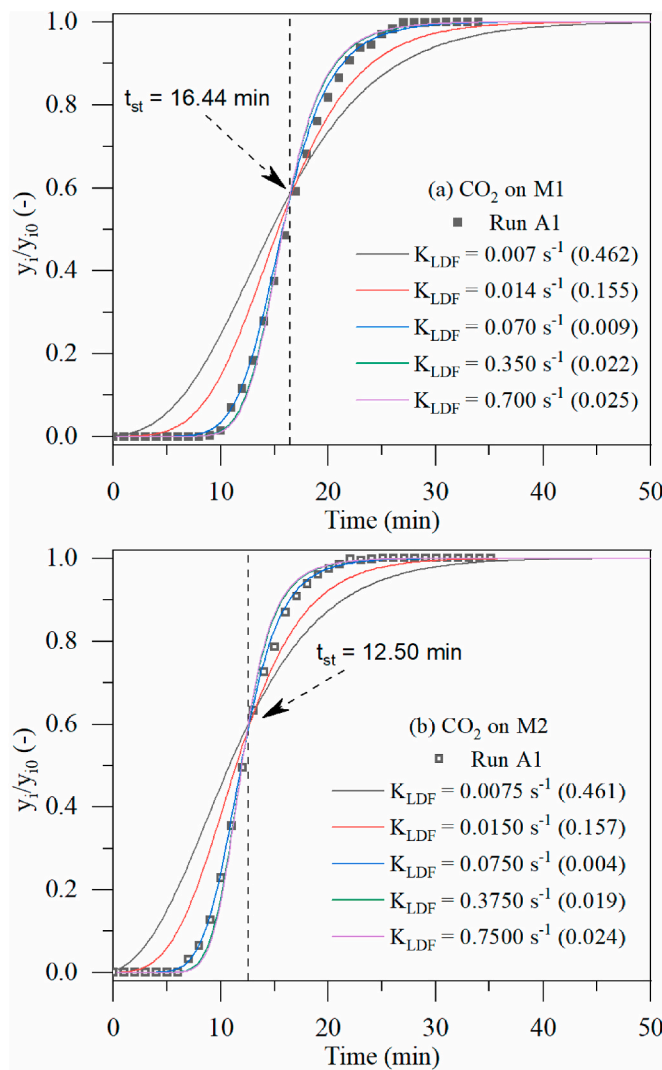 1.0
0.8
0.6
0.4
0.2
0.0
yᵢ/yᵢ₀ (-)
t_st = 16.44 min
(a) CO₂ on M1
Run A1
K_LDF = 0.007 s⁻¹ (0.462)
K_LDF = 0.014 s⁻¹ (0.155)
K_LDF = 0.070 s⁻¹ (0.009)
K_LDF = 0.350 s⁻¹ (0.022)
K_LDF = 0.700 s⁻¹ (0.025)
0 10 20 30 40 50
Time (min)
1.0
0.8
0.6
0.4
0.2
0.0
yᵢ/yᵢ₀ (-)
t_st = 12.50 min
(b) CO₂ on M2
Run A1
K_LDF = 0.0075 s⁻¹ (0.461)
K_LDF = 0.0150 s⁻¹ (0.157)
K_LDF = 0.0750 s⁻¹ (0.004)
K_LDF = 0.3750 s⁻¹ (0.019)
K_LDF = 0.7500 s⁻¹ (0.024)
0 10 20 30 40 50
Time (min)